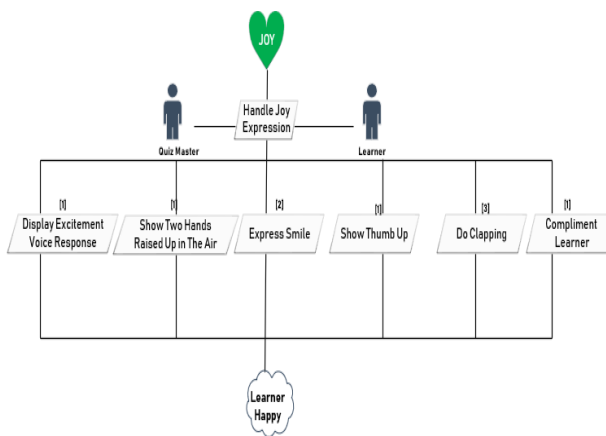 JOY
Handle Joy
Expression
Quiz Master
Learner
[1]
[1]
[2]
[1]
[3]
[1]
Display Excitement
Voice Response
Show Two Hands
Raised Up in The Air
Express Smile
Show Thumb Up
Do Clapping
Compliment
Learner
Learner
Happy